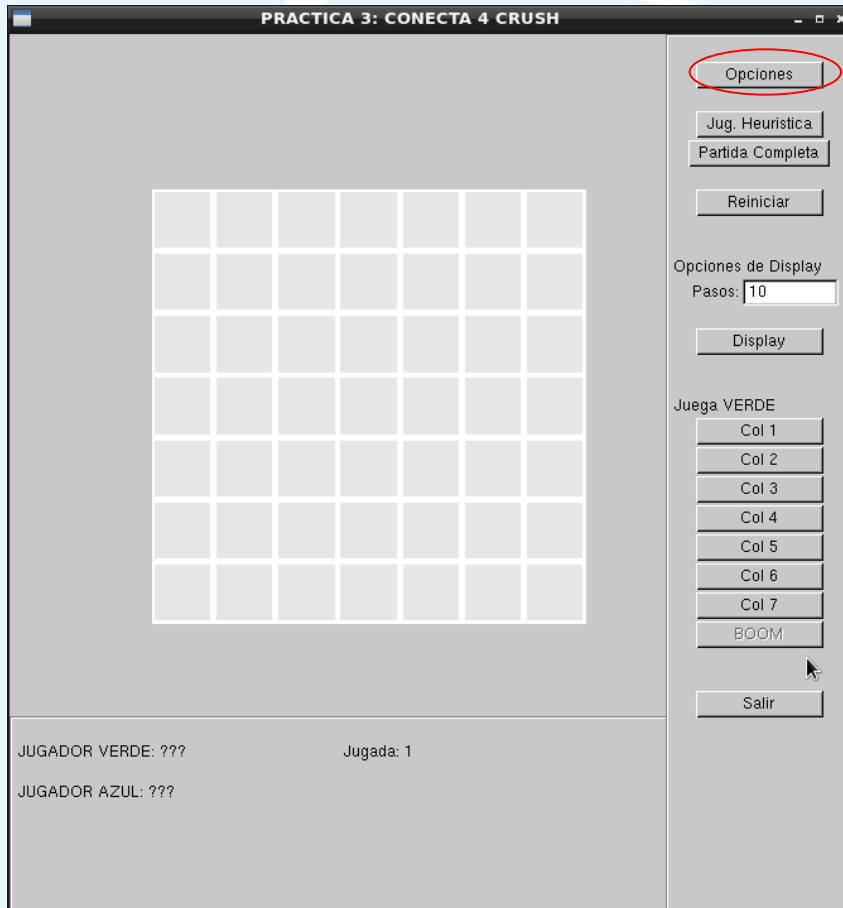 PRACTICA 3: CONECTA 4 CRUSH
Opciones
Jug. Heuristica
Partida Completa
Reiniciar
Opciones de Display
Pasos: 10
Display
Juega VERDE
Col 1
Col 2
Col 3
Col 4
Col 5
Col 6
Col 7
BOOM
Salir
JUGADOR VERDE: ??? Jugada: 1
JUGADOR AZUL: ???